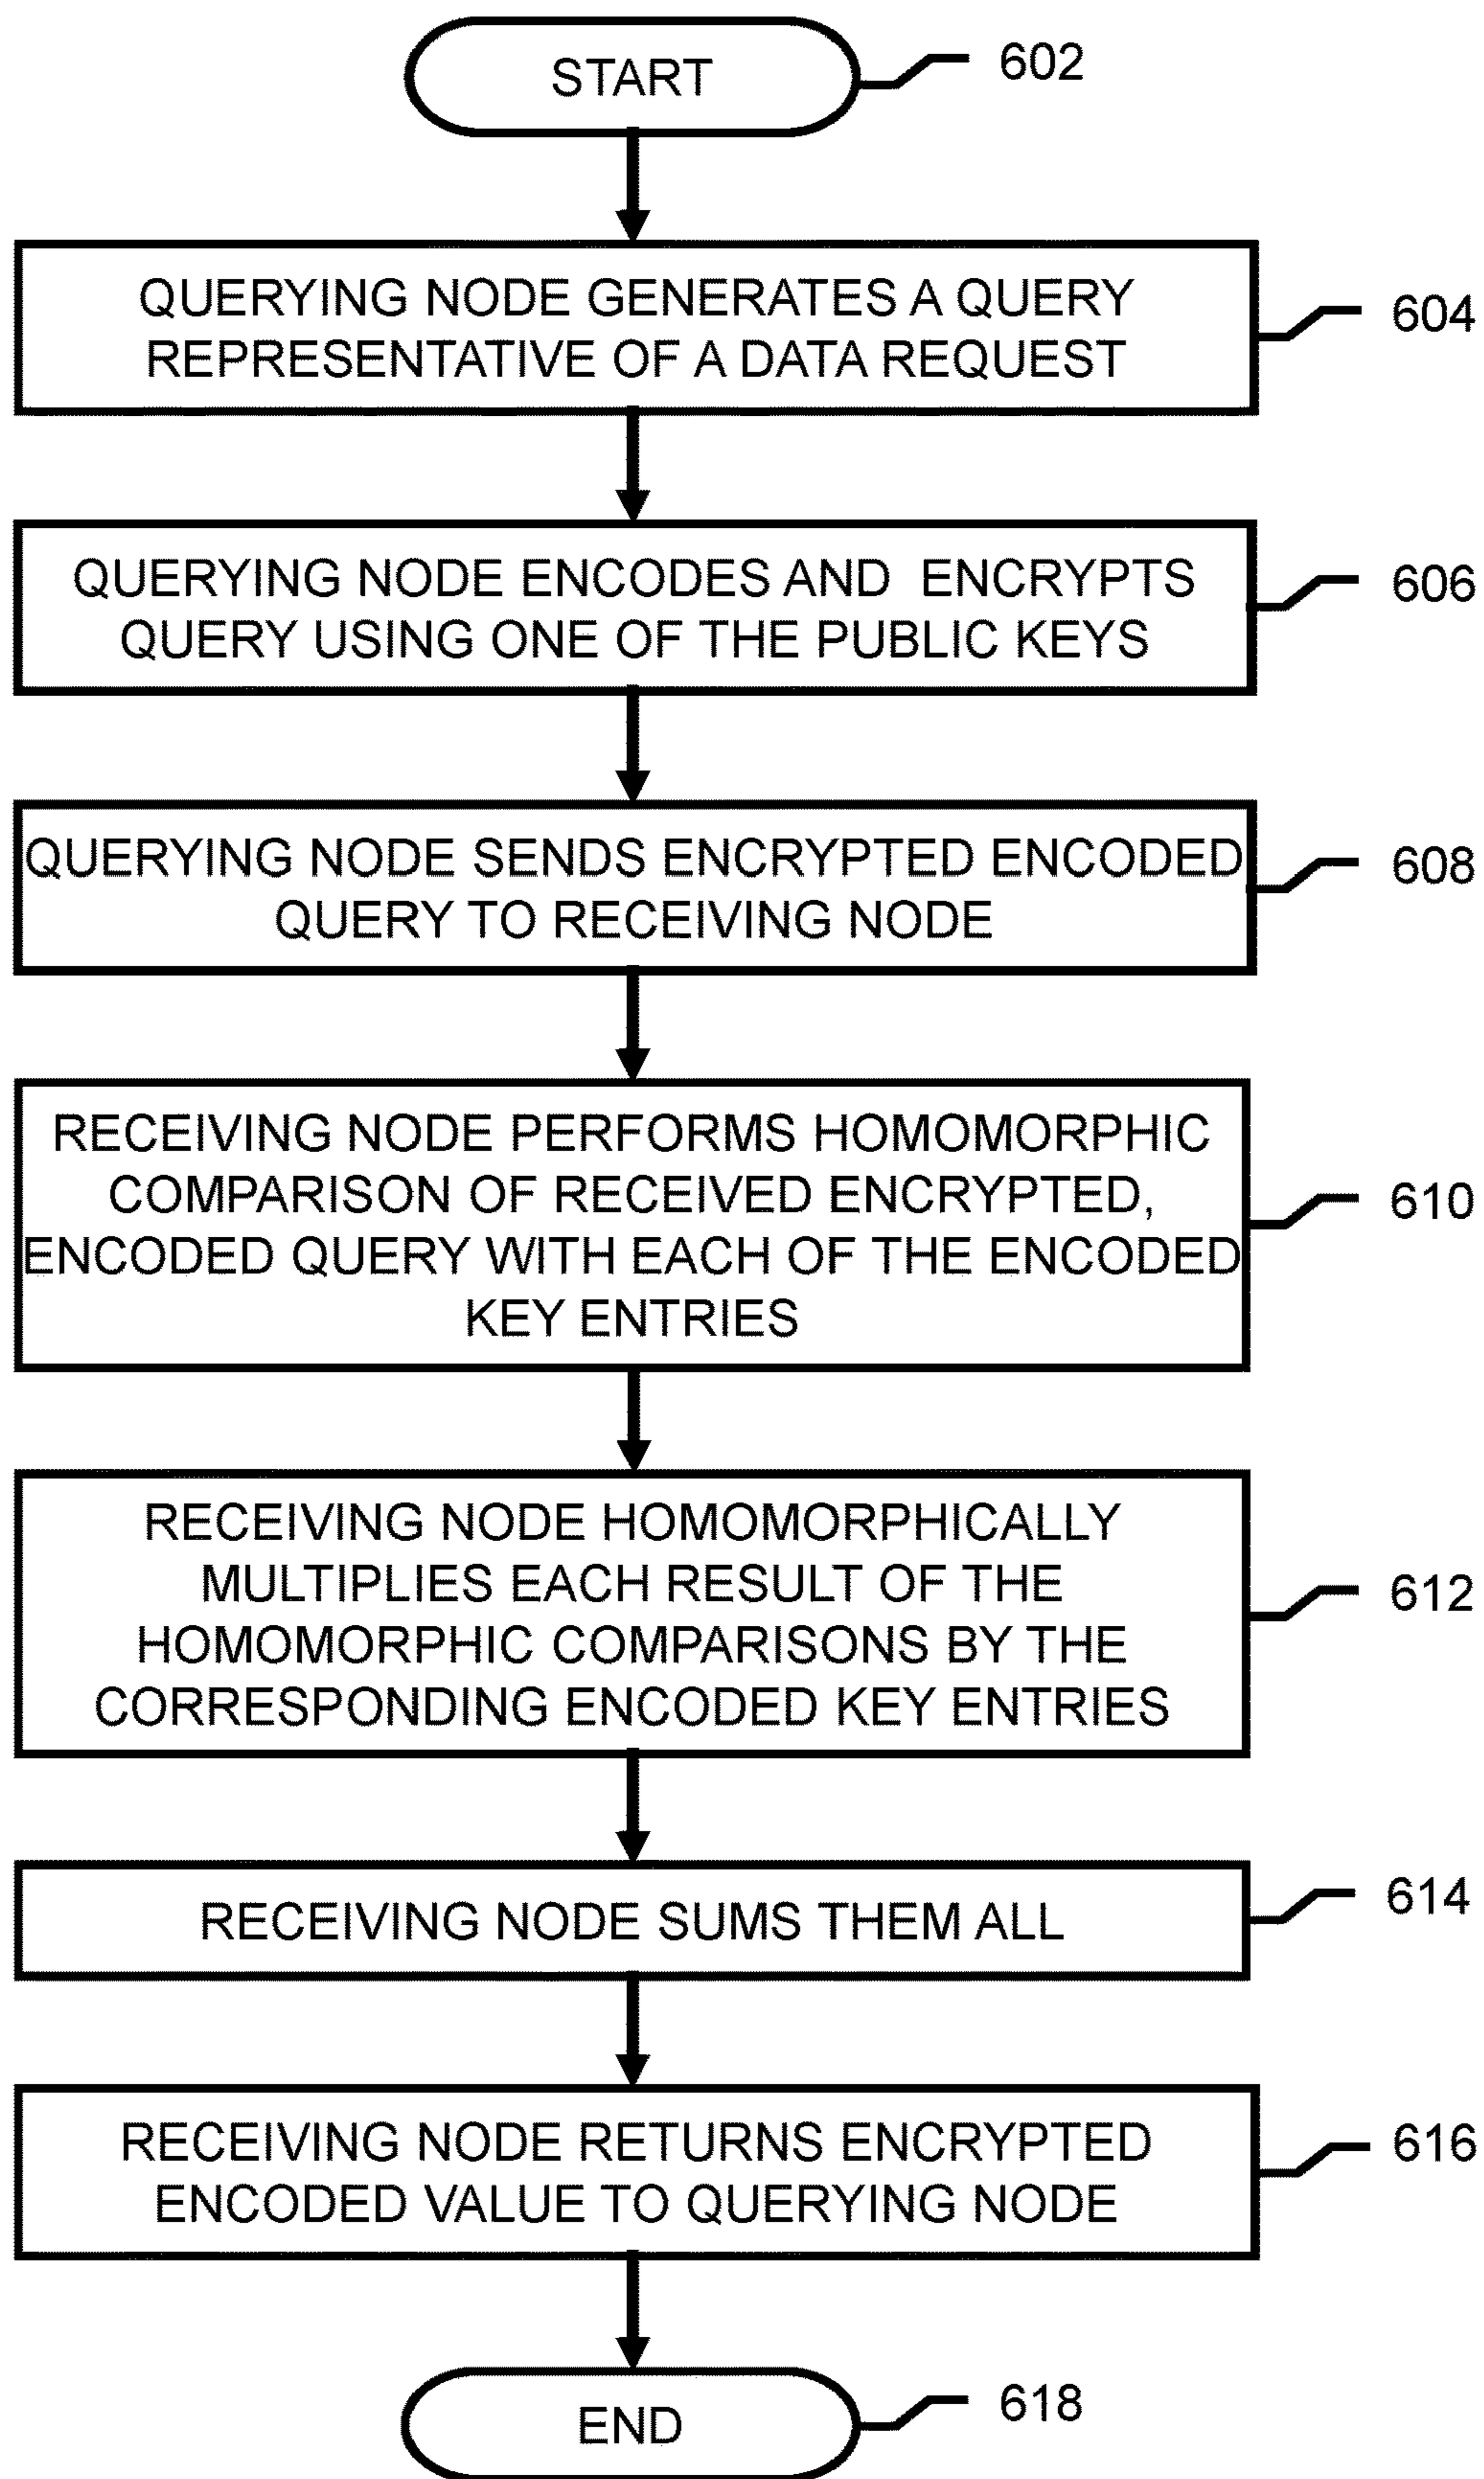 START
602
QUERYING NODE GENERATES A QUERY
REPRESENTATIVE OF A DATA REQUEST
604
QUERYING NODE ENCODES AND ENCRYPTS
QUERY USING ONE OF THE PUBLIC KEYS
606
QUERYING NODE SENDS ENCRYPTED ENCODED
QUERY TO RECEIVING NODE
608
RECEIVING NODE PERFORMS HOMOMORPHIC
COMPARISON OF RECEIVED ENCRYPTED,
ENCODED QUERY WITH EACH OF THE ENCODED
KEY ENTRIES
610
RECEIVING NODE HOMOMORPHICALLY
MULTIPLIES EACH RESULT OF THE
HOMOMORPHIC COMPARISONS BY THE
CORRESPONDING ENCODED KEY ENTRIES
612
RECEIVING NODE SUMS THEM ALL
614
RECEIVING NODE RETURNS ENCRYPTED
ENCODED VALUE TO QUERYING NODE
616
END
618